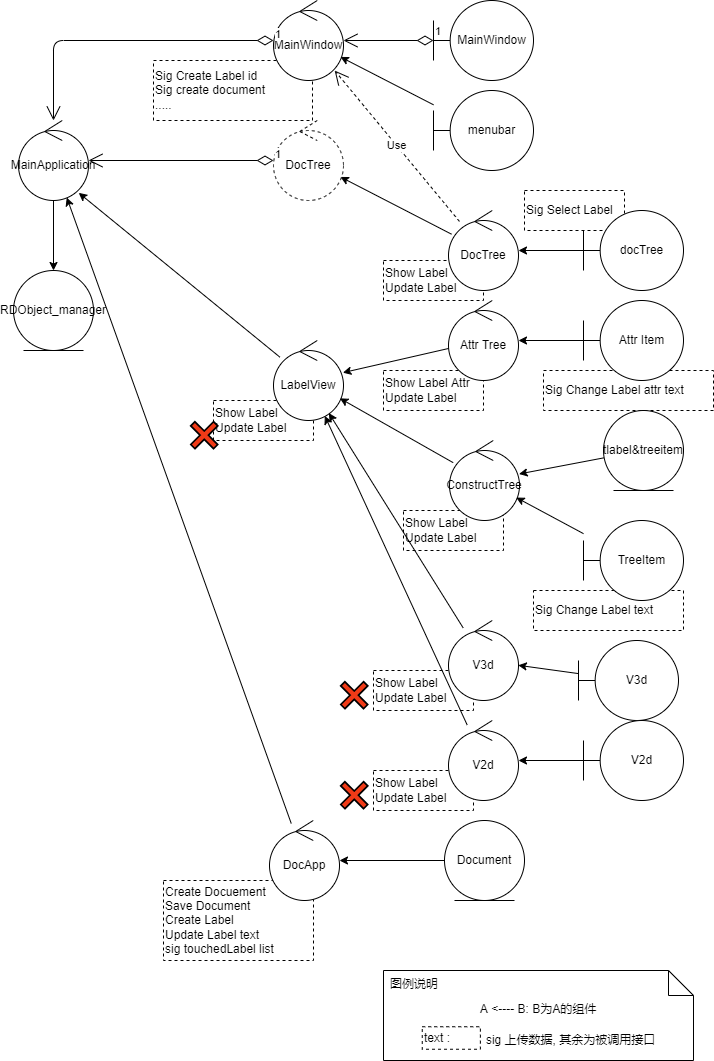 1
MainWindow
1
MainWindow
Sig Create Label id
Sig create document
.....
menubar
MainApplication
1
DocTree
Use
Sig Select Label
docTree
DocTree
Show Label
Update Label
RDObject_manager
Attr Tree
Attr Item
Show Label Attr
Update Label
Sig Change Label attr text
LabelView
Show Label
Update Label
tlabel&treeitem
ConstructTree
Show Label
Update Label
TreeItem
Sig Change Label text
V3d
V3d
Show Label
Update Label
V2d
V2d
Show Label
Update Label
DocApp
Document
Create Docuement
Save Document
Create Label
Update Label text
sig touchedLabel list
图例说明
A <---- B: B为A的组件
text :
sig 上传数据, 其余为被调用接口